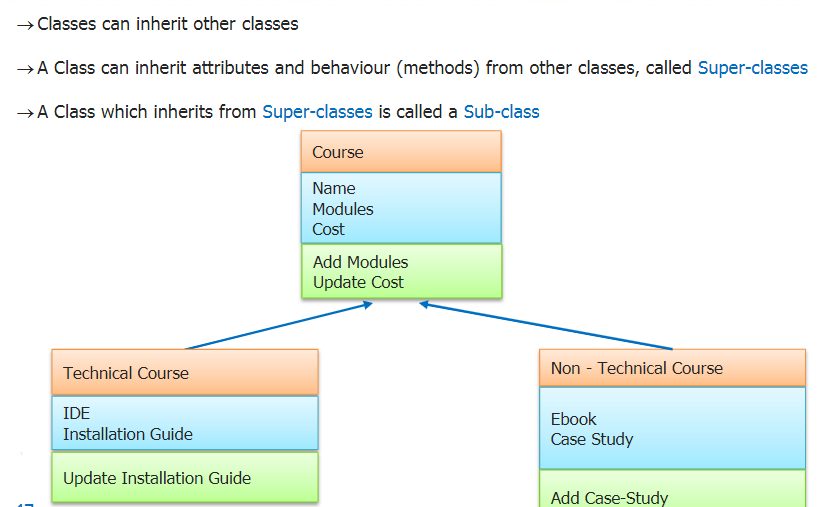 → Classes can inherit other classes
→ A Class can inherit attributes and behaviour (methods) from other classes, called Super-classes
→ A Class which inherits from Super-classes is called a Sub-class
Course
Name
Modules
Cost
Add Modules
Update Cost
Technical Course
IDE
Installation Guide
Update Installation Guide
Non - Technical Course
Ebook
Case Study
Add Case-Study